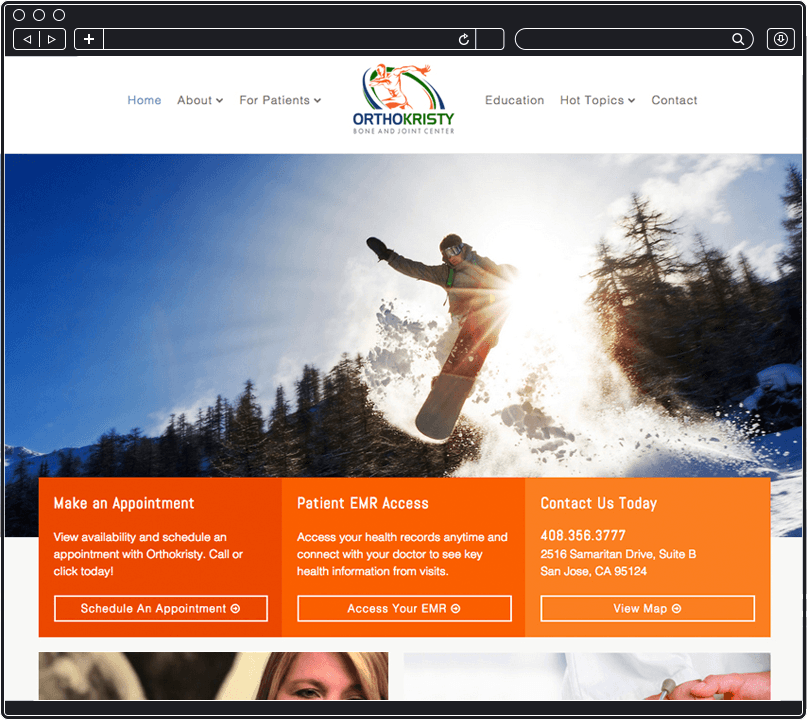 Home About For Patients
ORTHOKRISTY
BONE AND JOINT CENTER
Education Hot Topics Contact
Make an Appointment
View availability and schedule an
appointment with Orthokristy. Call or
click today!
Schedule An Appointment
Patient EMR Access
Access your health records anytime and
connect with your doctor to see key
health information from visits.
Access Your EMR
Contact Us Today
408.356.3777
2516 Samaritan Drive, Suite B
San Jose, CA 95124
View Map